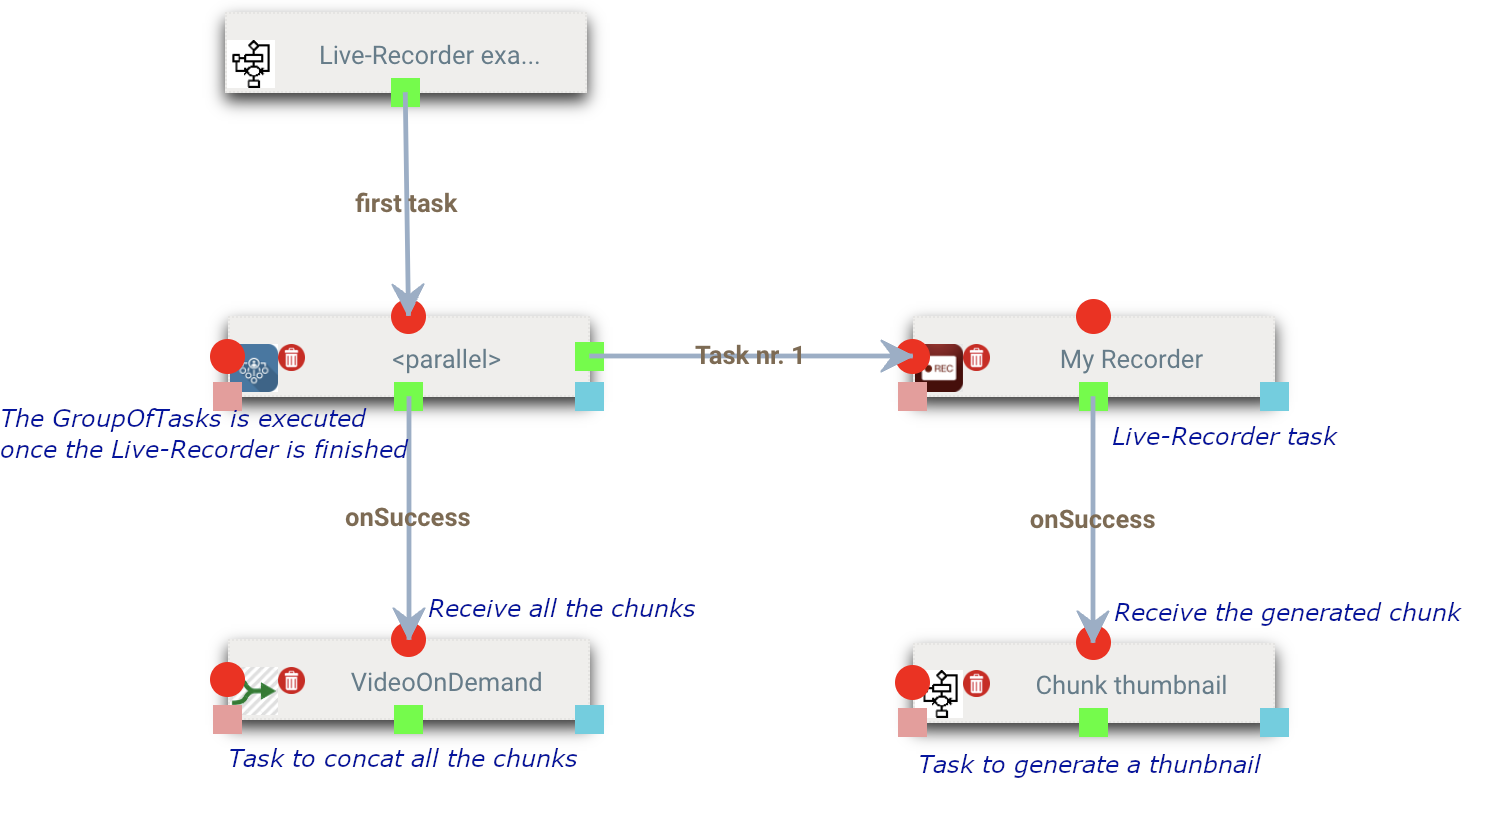 Live-Recorder exa...
first task
<parallel>
Task nr. 1
REC
My Recorder
The GroupOfTasks is executed
once the Live-Recorder is finished
Live-Recorder task
onSuccess
onSuccess
Receive all the chunks
Receive the generated chunk
VideoOnDemand
Chunk thumbnail
Task to concat all the chunks
Task to generate a thunbnail